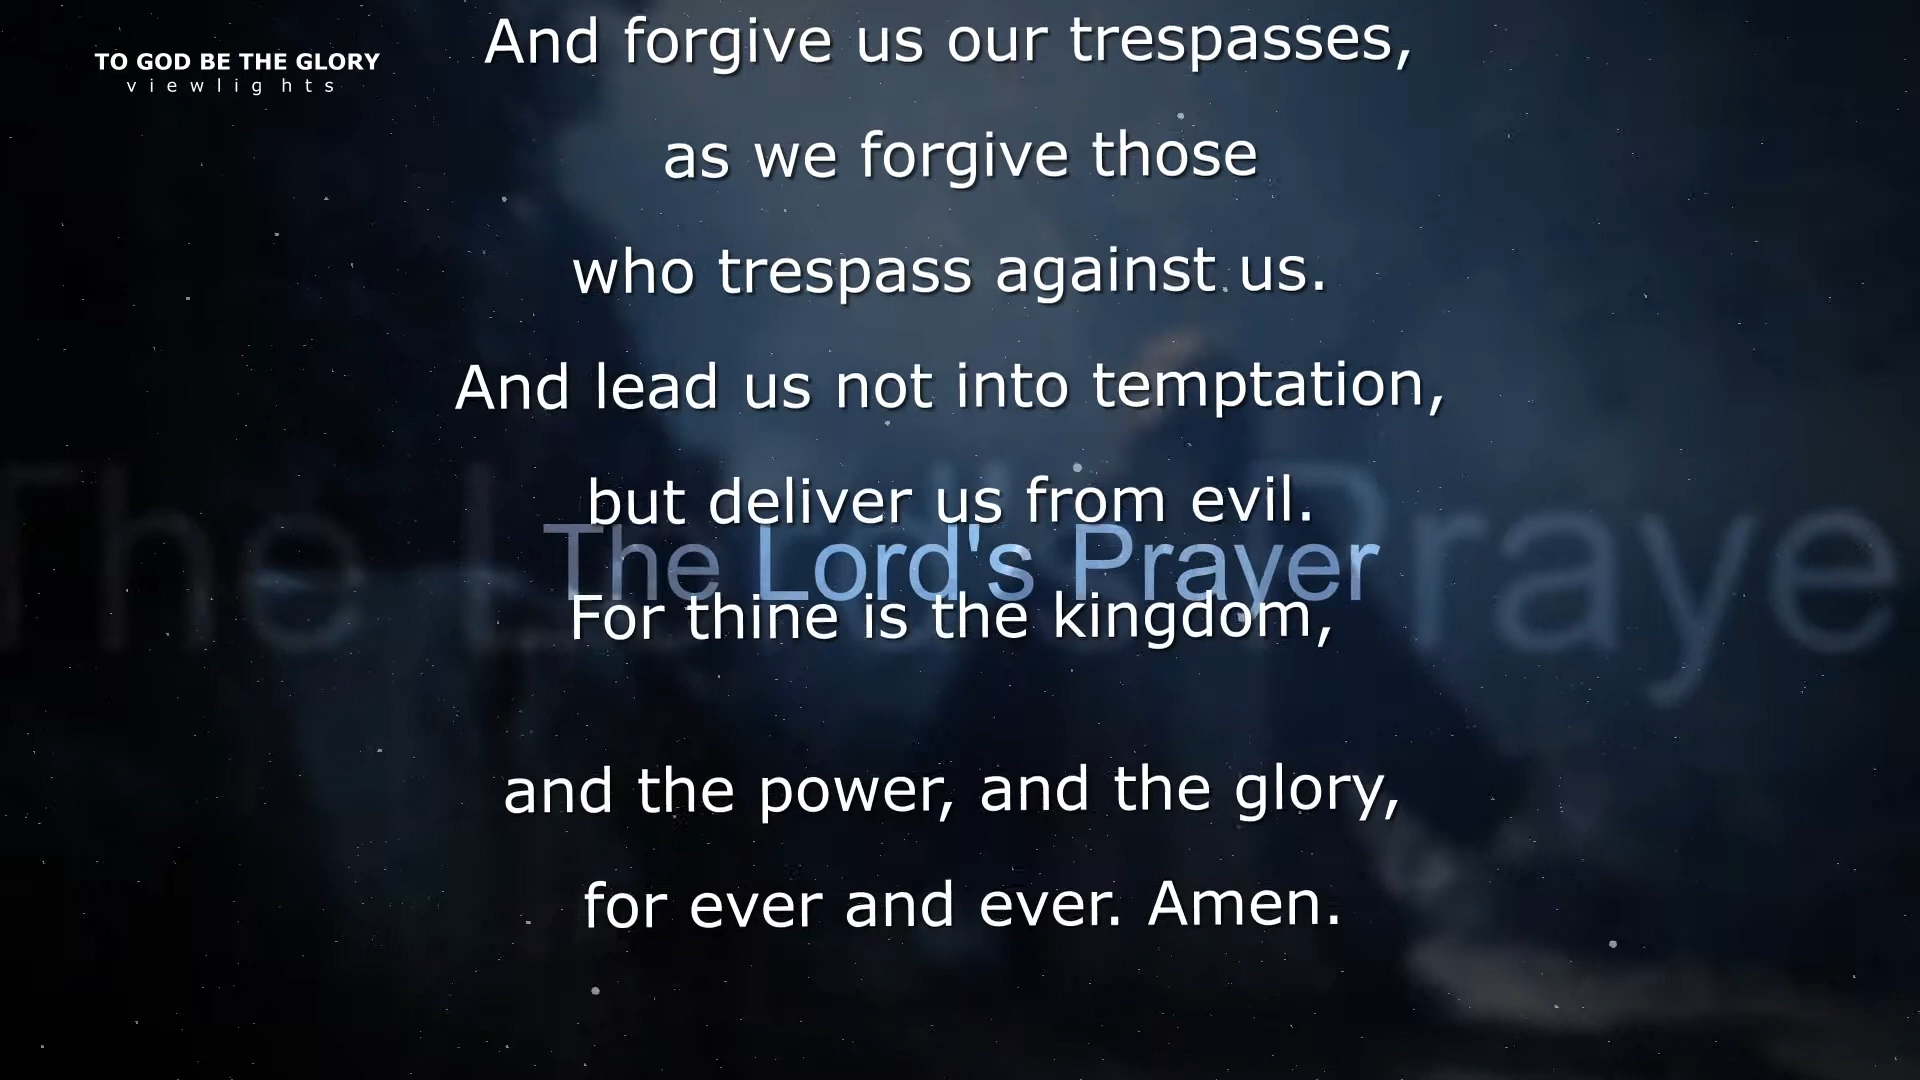 TO GOD BE THE GLORY
viewlights
And forgive us our trespasses,
as we forgive those
who trespass against us.
And lead us not into temptation,
but deliver us from evil.
The Lord's Prayer
For thine is the kingdom,
and the power, and the glory,
for ever and ever. Amen.